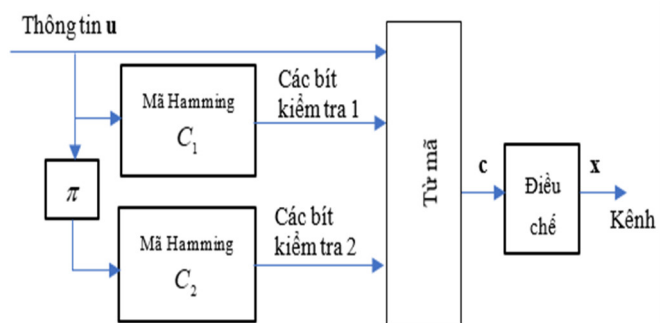 Thông tin u
Mã Hamming
C₁
Các bít
kiểm tra 1
π
Mã Hamming
C₂
Các bít
kiểm tra 2
Từ mã
c
Điều
chế
x
Kênh